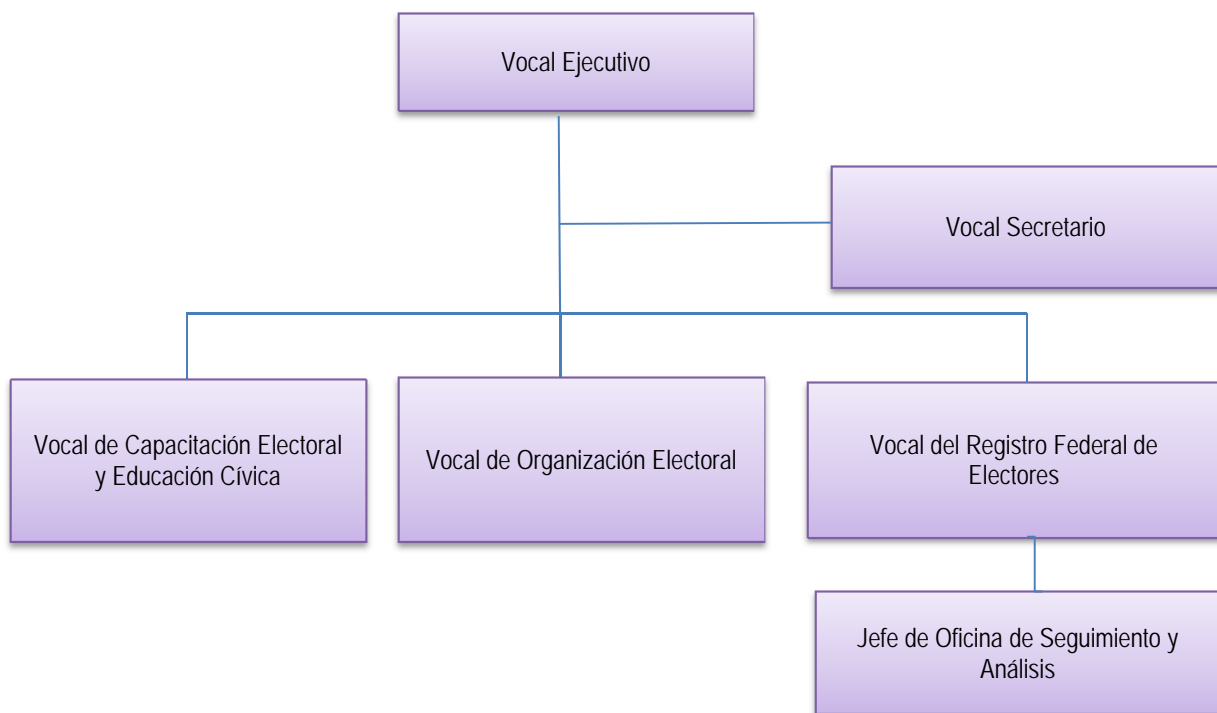 Vocal Ejecutivo
Vocal Secretario
Vocal de Capacitación Electoral
y Educación Cívica
Vocal de Organización Electoral
Vocal del Registro Federal de
Electores
Jefe de Oficina de Seguimiento y
Análisis